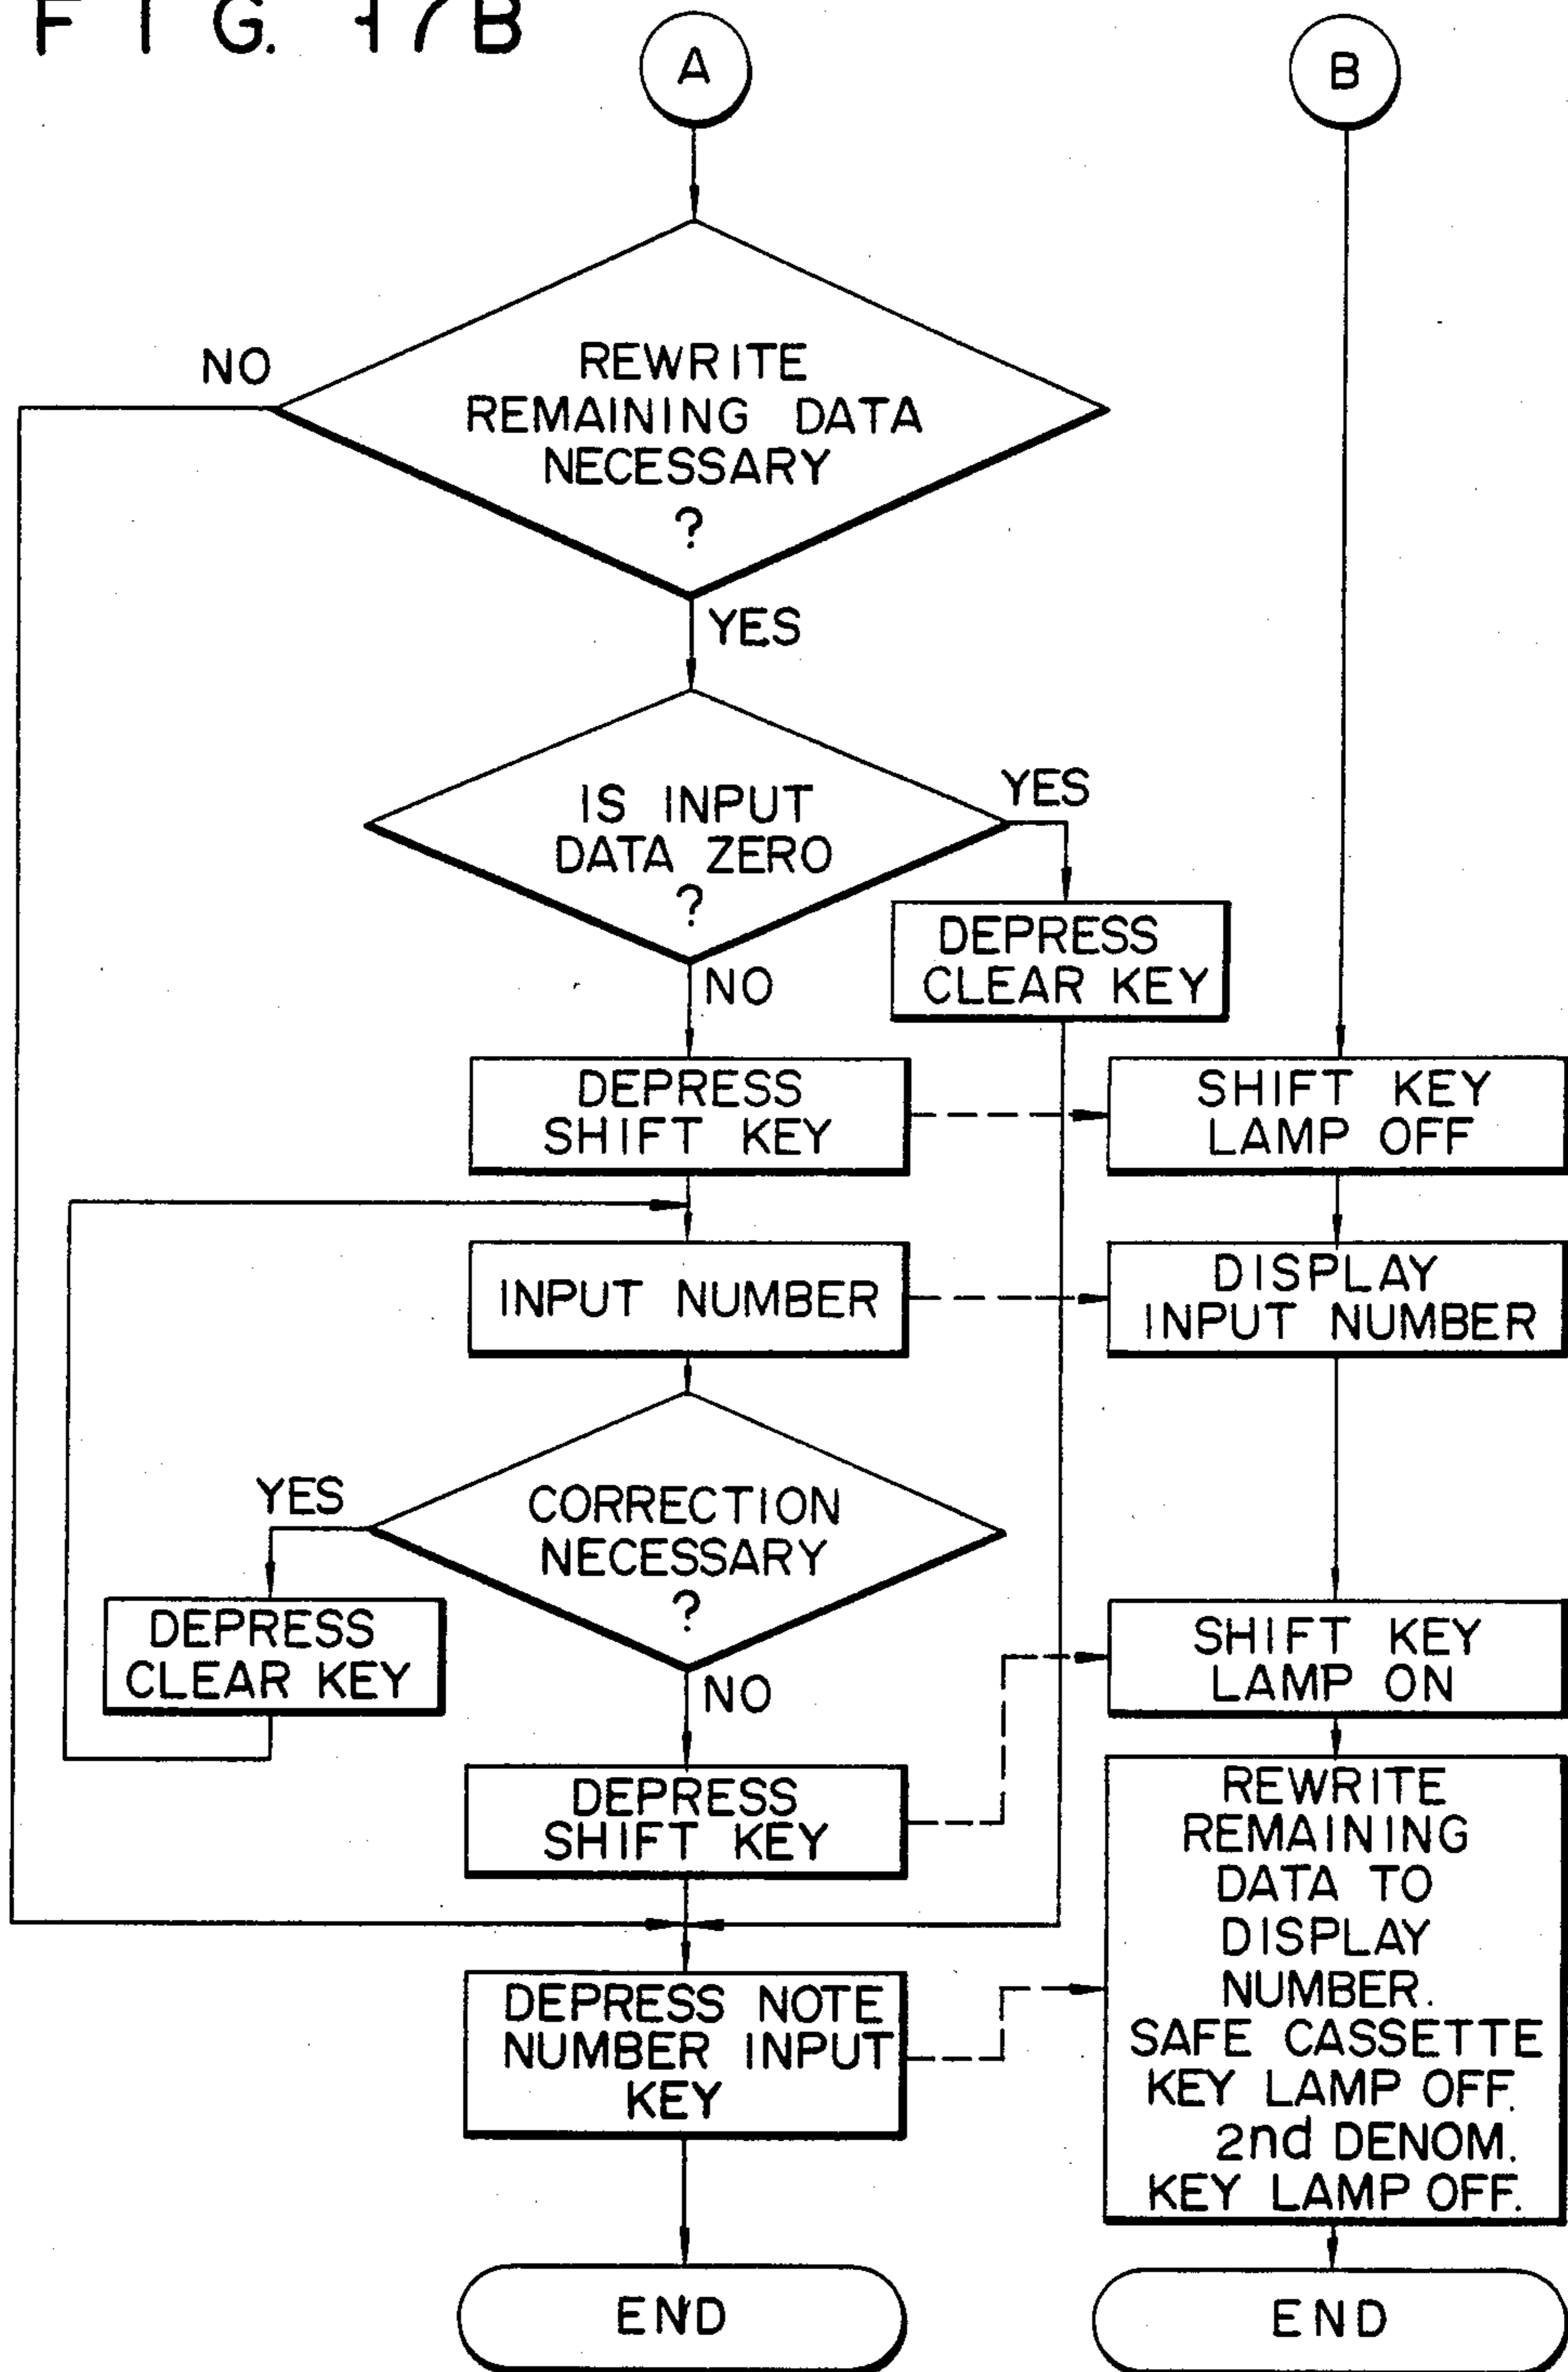 FIG. 17B
A
B
NO
REWRITE
REMAINING DATA
NECESSARY
?
YES
IS INPUT
DATA ZERO
?
YES
DEPRESS
CLEAR KEY
NO
DEPRESS
SHIFT KEY
SHIFT KEY
LAMP OFF
INPUT NUMBER
DISPLAY
INPUT NUMBER
YES
CORRECTION
NECESSARY
?
DEPRESS
CLEAR KEY
NO
SHIFT KEY
LAMP ON
DEPRESS
SHIFT KEY
REWRITE
REMAINING
DATA TO
DISPLAY
NUMBER.
SAFE CASSETTE
KEY LAMP OFF.
2nd DENOM.
KEY LAMP OFF.
DEPRESS NOTE
NUMBER INPUT
KEY
END
END